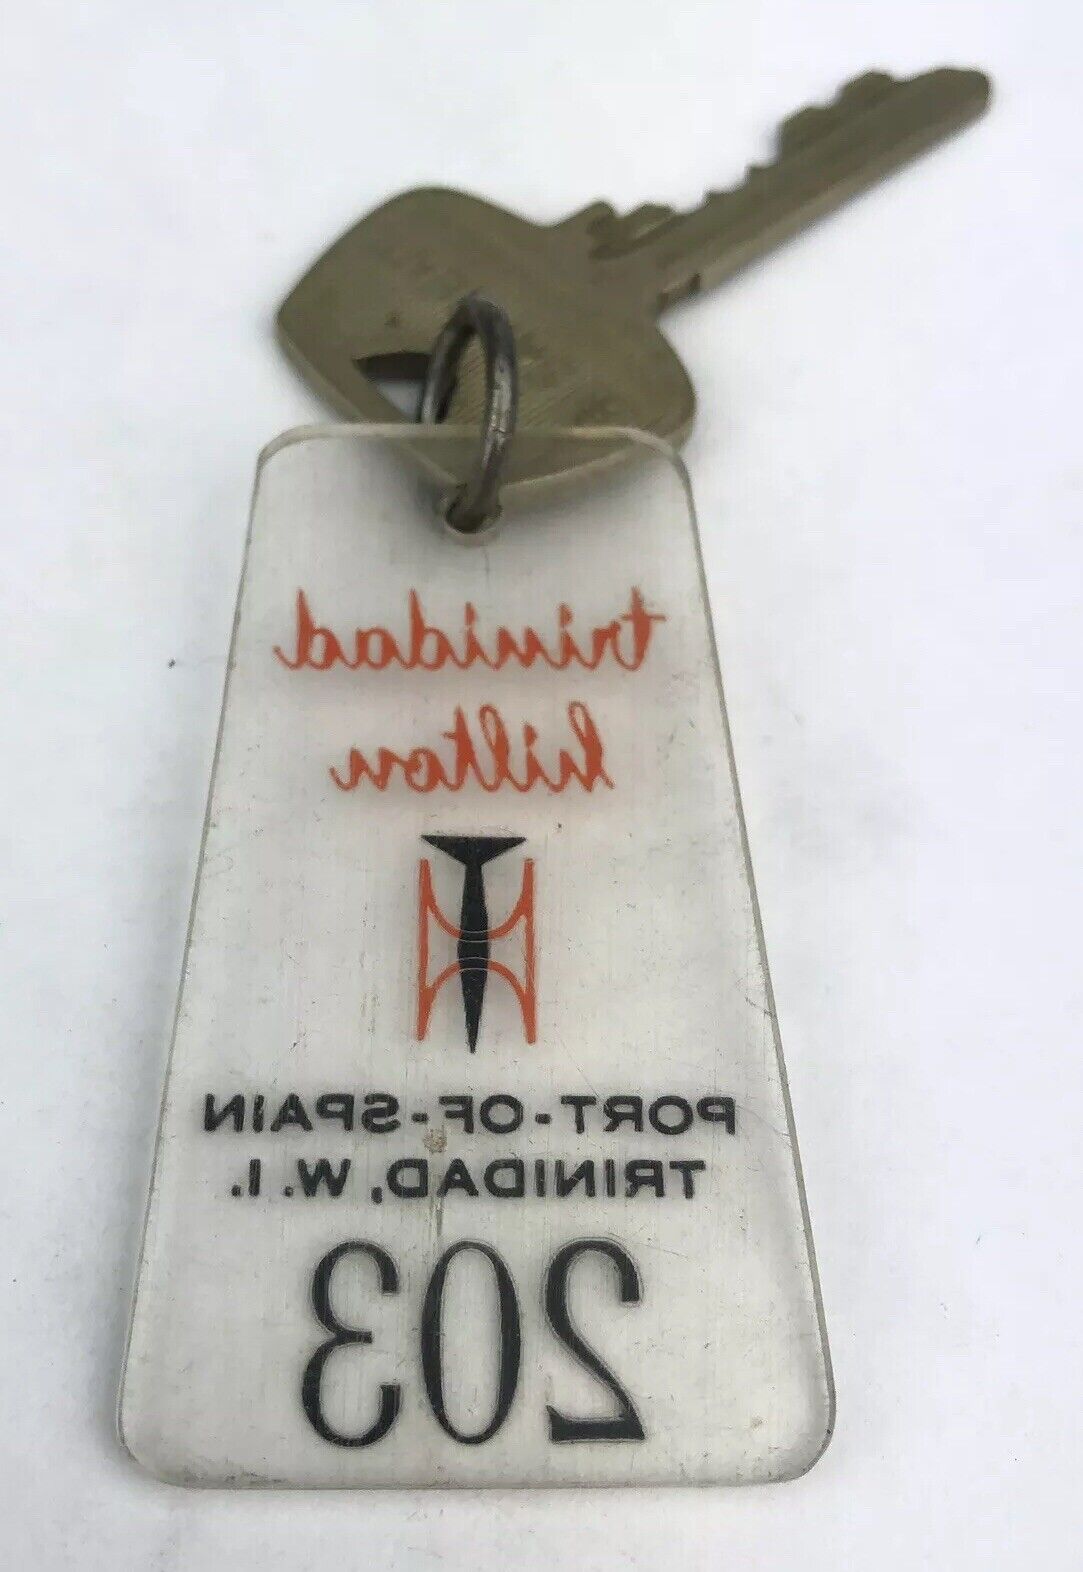 trinidad
hilton
PORT-OF-SPAIN
TRINIDAD, W.I.
203